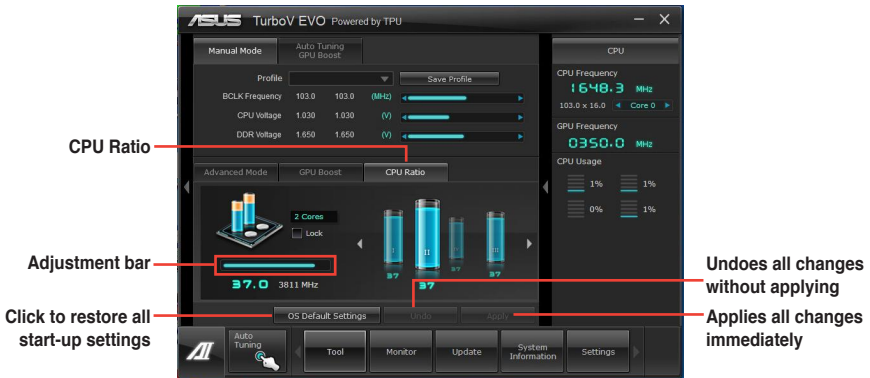 ASUS TurboV EVO Powered by TPU
Manual Mode
Auto Tuning
GPU Boost
Profile
Save Profile
BCLK Frequency 103.0 103.0 (MHz)
CPU Voltage 1.030 1.030 (V)
DDR Voltage 1.650 1.650 (V)
CPU
CPU Frequency
1648.3 MHz
103.0 x 16.0 Core 0
GPU Frequency
0350.0 MHz
CPU Usage
1% 1%
0% 1%
CPU Ratio
Advanced Mode
GPU Boost
CPU Ratio
2 Cores
Lock
I
II
III
37
37
37
37
37.0 3811 MHz
Adjustment bar
OS Default Settings
Undo
Apply
Click to restore all
start-up settings
Undoes all changes
without applying
Applies all changes
immediately
AI
Auto
Tuning
Tool
Monitor
Update
System
Information
Settings